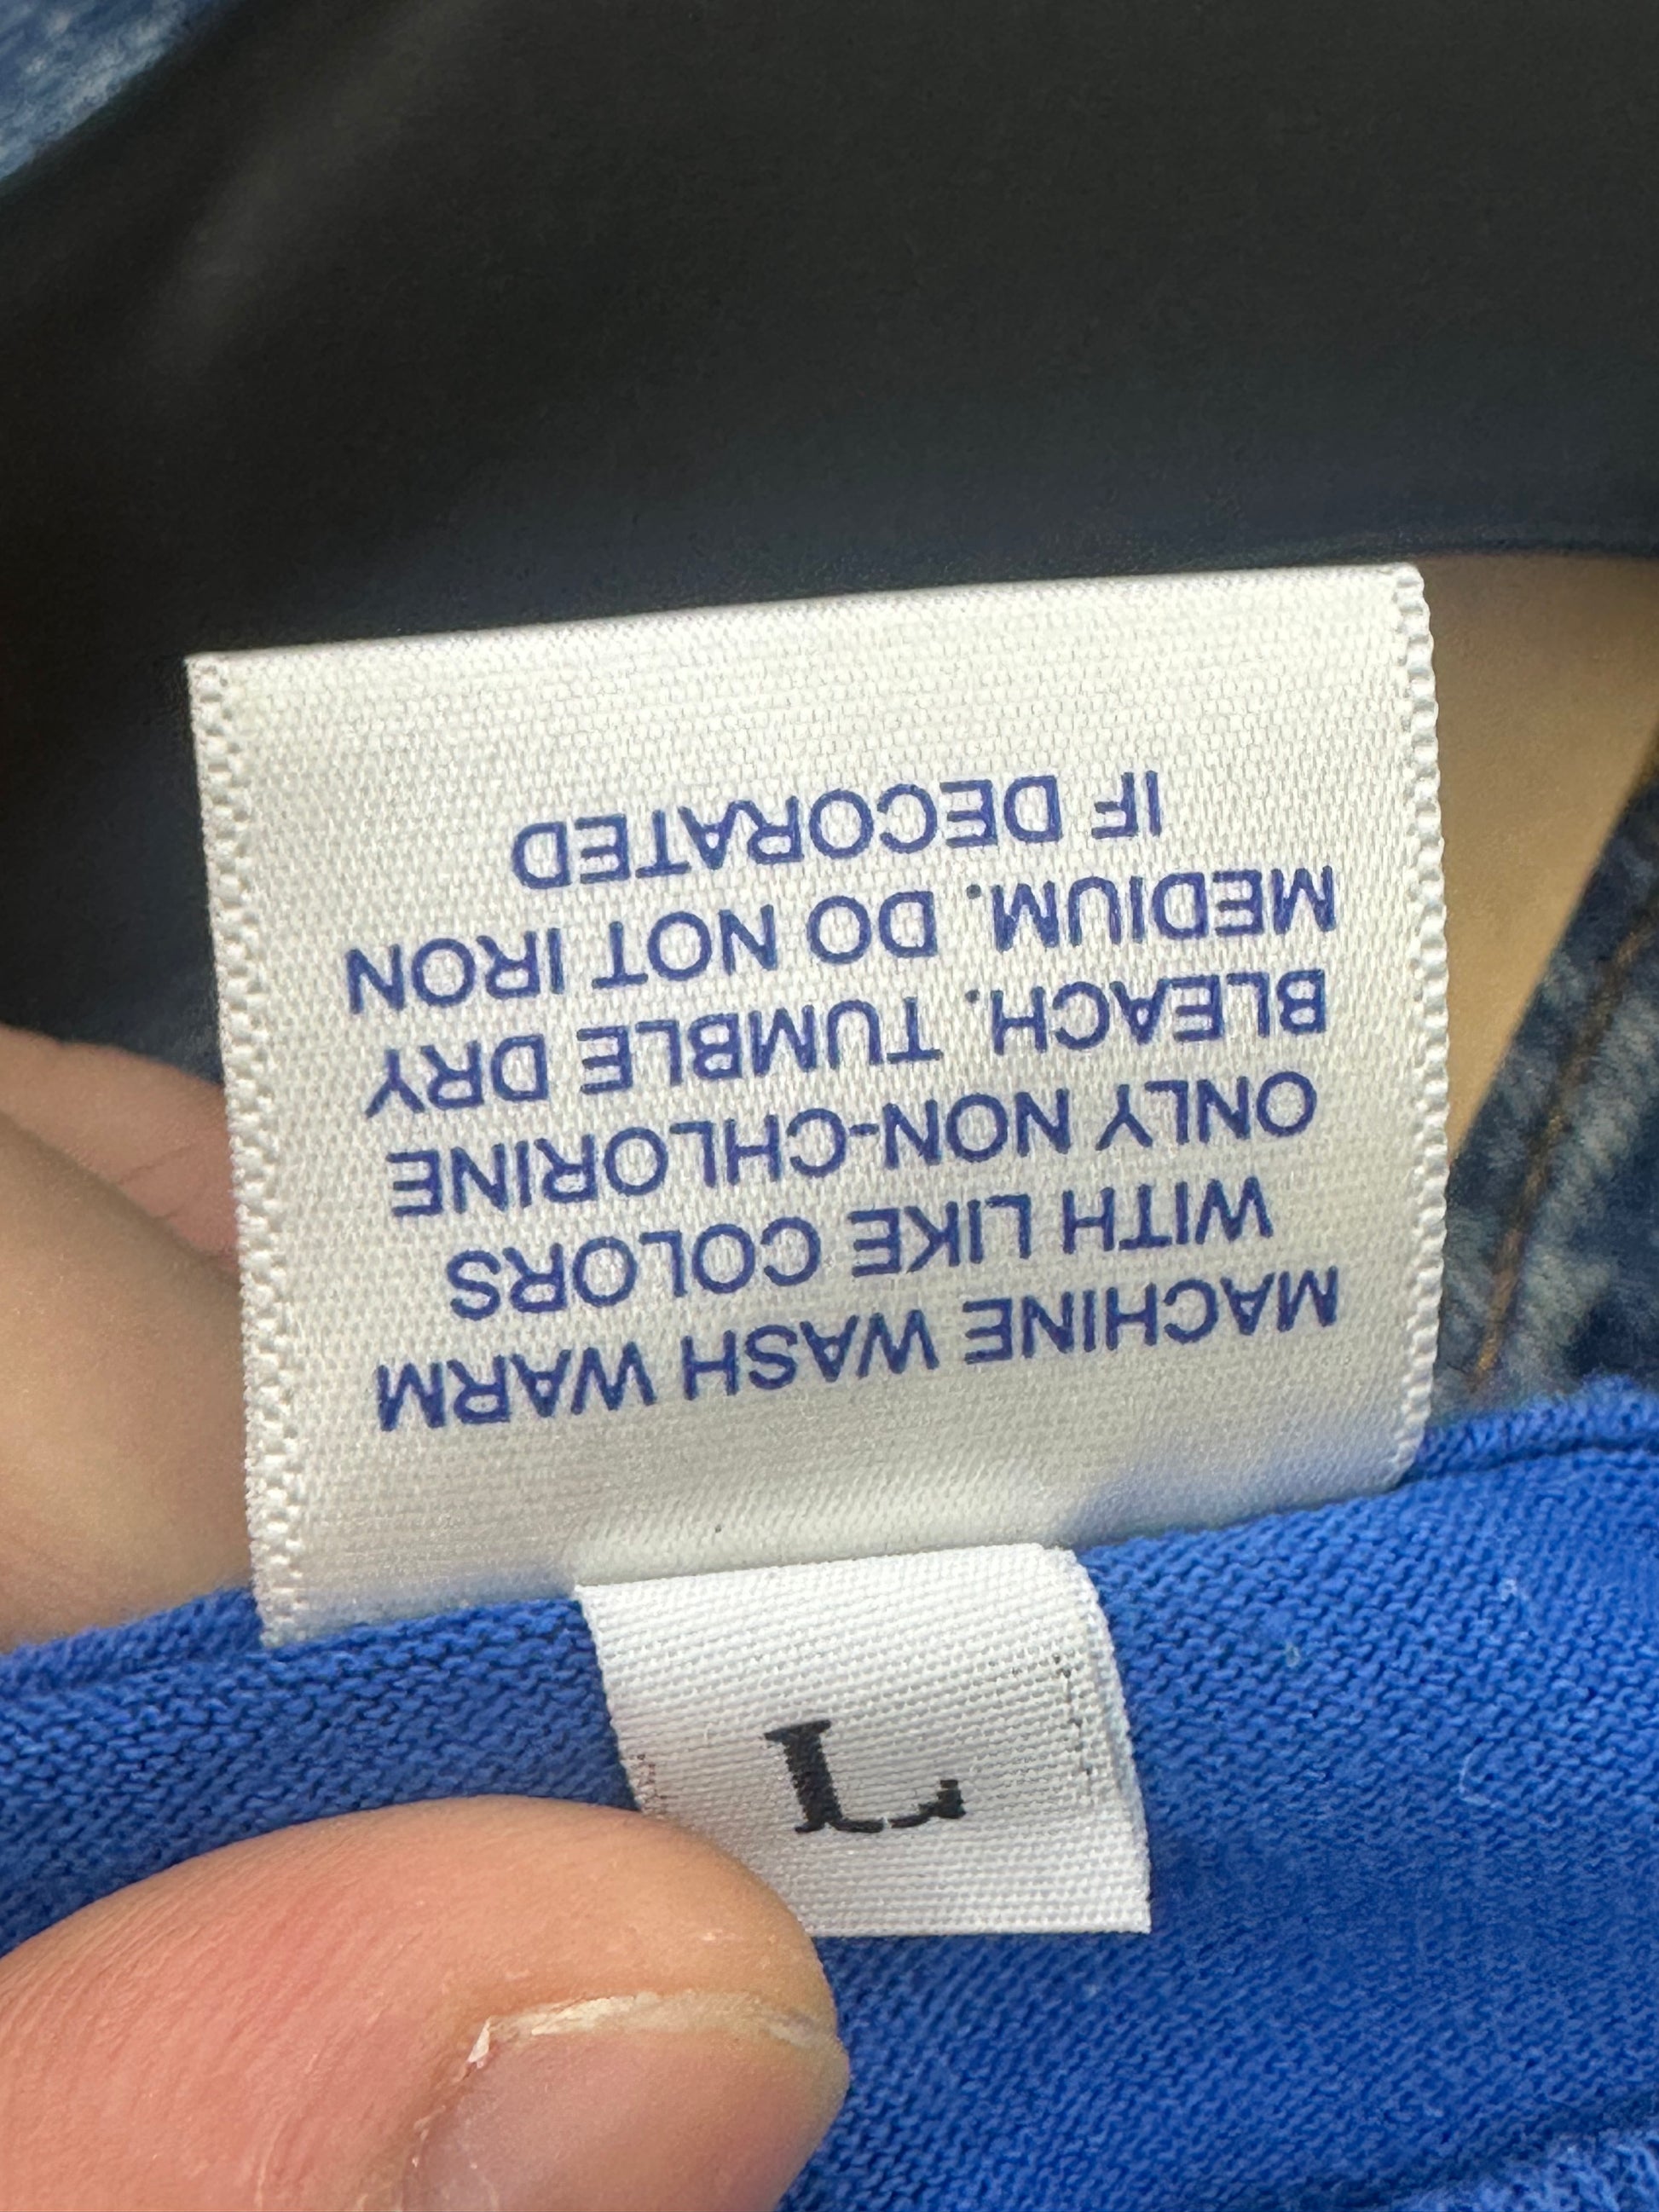 MACHINE WASH WARM
WITH LIKE COLORS
ONLY NON-CHLORINE
BLEACH. TUMBLE DRY
MEDIUM. DO NOT IRON
IF DECORATED
L